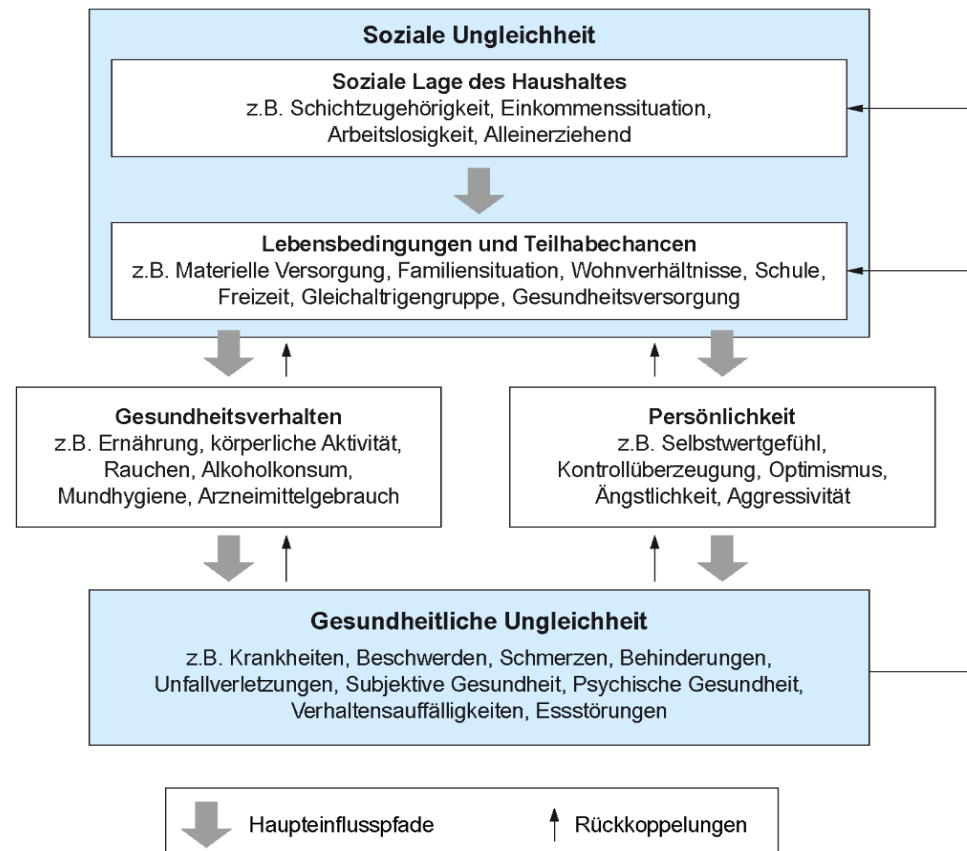 Soziale Ungleichheit
Soziale Lage des Haushaltes
z.B. Schichtzugehörigkeit, Einkommenssituation,
Arbeitslosigkeit, Alleinerziehend
Lebensbedingungen und Teilhabechancen
z.B. Materielle Versorgung, Familiensituation, Wohnverhältnisse, Schule,
Freizeit, Gleichaltrigengruppe, Gesundheitsversorgung
Gesundheitsverhalten
z.B. Ernährung, körperliche Aktivität,
Rauchen, Alkoholkonsum,
Mundhygiene, Arzneimittelgebrauch
Persönlichkeit
z.B. Selbstwertgefühl,
Kontrollüberzeugung, Optimismus,
Ängstlichkeit, Aggressivität
Gesundheitliche Ungleichheit
z.B. Krankheiten, Beschwerden, Schmerzen, Behinderungen,
Unfallverletzungen, Subjektive Gesundheit, Psychische Gesundheit,
Verhaltensauffälligkeiten, Essstörungen
Haupteinflusspfade
Rückkoppelungen